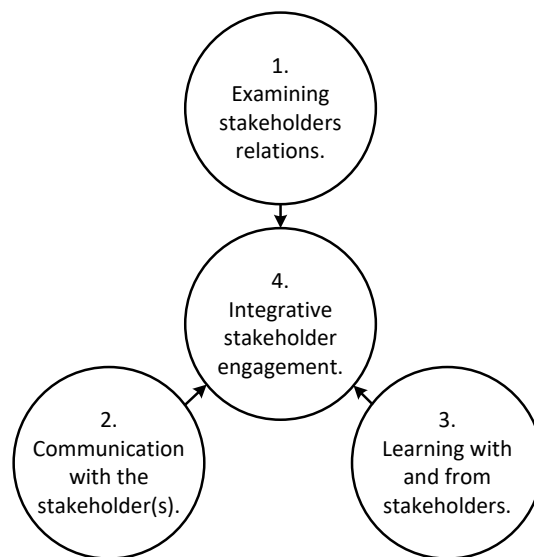 1.
Examining
stakeholders
relations.
4.
Integrative
stakeholder
engagement.
2.
Communication
with the
stakeholder(s).
3.
Learning with
and from
stakeholders.